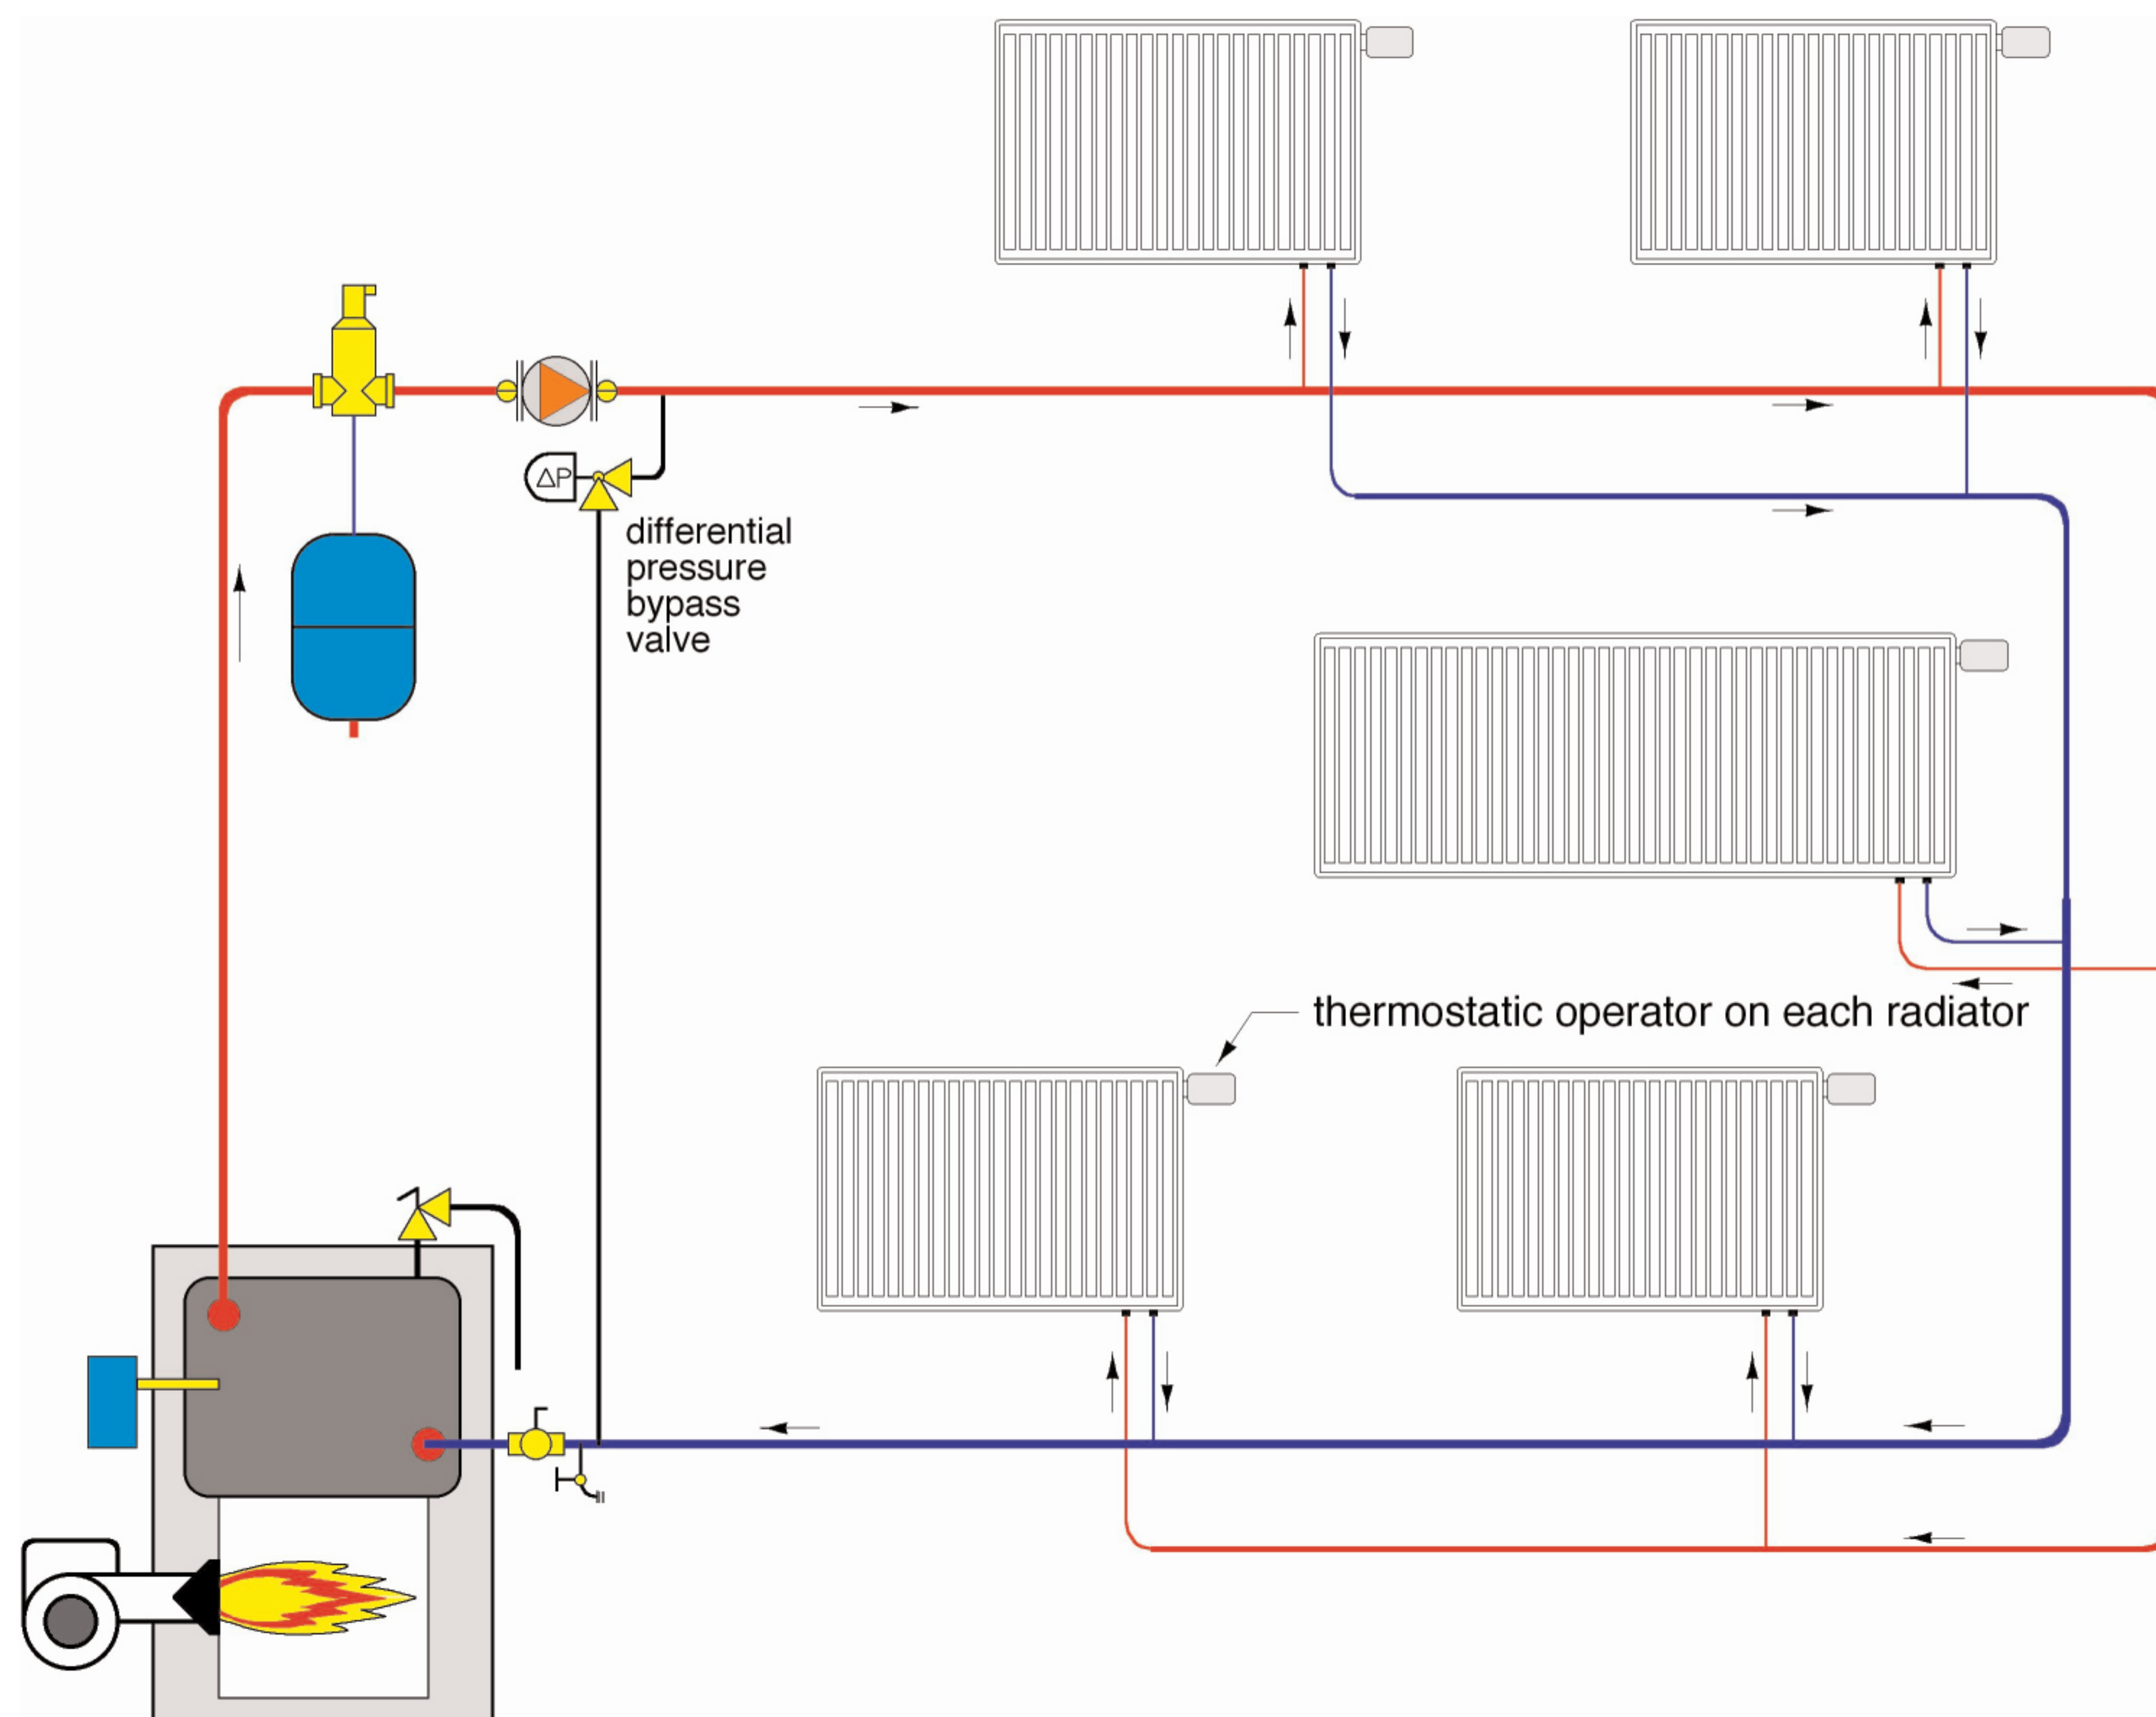 ΔP
differential
pressure
bypass
valve
thermostatic operator on each radiator